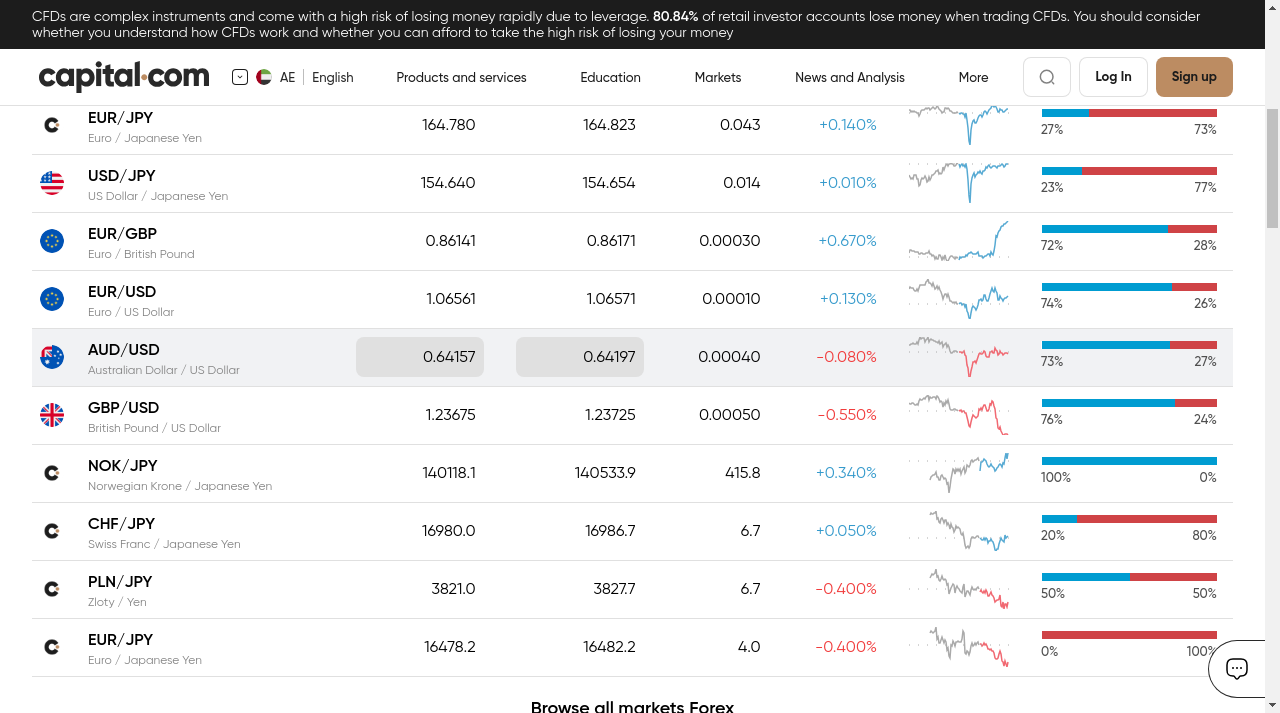 CFDs are complex instruments and come with a high risk of losing money rapidly due to leverage. 80.84% of retail investor accounts lose money when trading CFDs. You should consider
whether you understand how CFDs work and whether you can afford to take the high risk of losing your money
capital.com AE English Products and services Education Markets News and Analysis More Log In Sign up
EUR/JPY 164.780 164.823 0.043 +0.140%
Euro / Japanese Yen 27% 73%
USD/JPY 154.640 154.654 0.014 +0.010%
US Dollar / Japanese Yen 23% 77%
EUR/GBP 0.86141 0.86171 0.00030 +0.670%
Euro / British Pound 72% 28%
EUR/USD 1.06561 1.06571 0.00010 +0.130%
Euro / US Dollar 74% 26%
AUD/USD 0.64157 0.64197 0.00040 -0.080%
Australian Dollar / US Dollar 73% 27%
GBP/USD 1.23675 1.23725 0.00050 -0.550%
British Pound / US Dollar 76% 24%
NOK/JPY 140118.1 140533.9 415.8 +0.340%
Norwegian Krone / Japanese Yen 100% 0%
CHF/JPY 16980.0 16986.7 6.7 +0.050%
Swiss Franc / Japanese Yen 20% 80%
PLN/JPY 3821.0 3827.7 6.7 -0.400%
Zloty / Yen 50% 50%
EUR/JPY 16478.2 16482.2 4.0 -0.400%
Euro / Japanese Yen 0% 100%
Browse all markets Forex